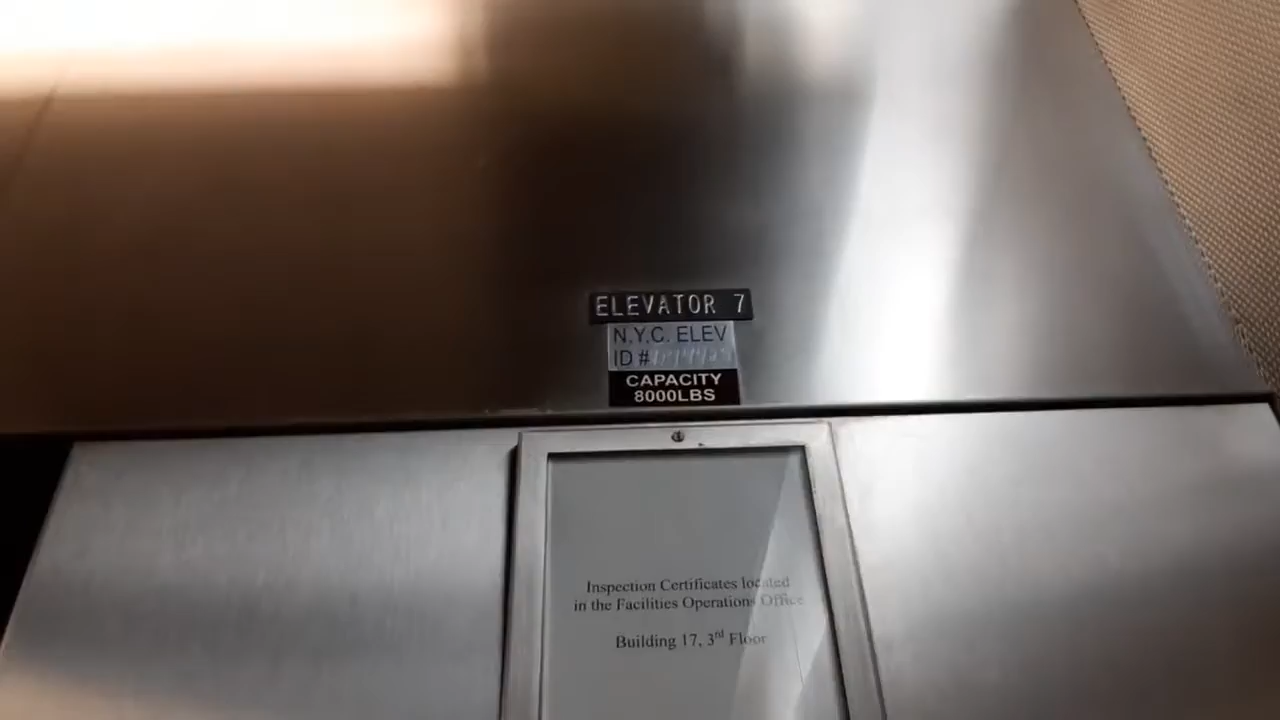 ELEVATOR 7
N.Y.C. ELEV
ID #
CAPACITY
8000LBS
Inspection Certificates located
in the Facilities Operations Office
Building 17, 3rd Floor